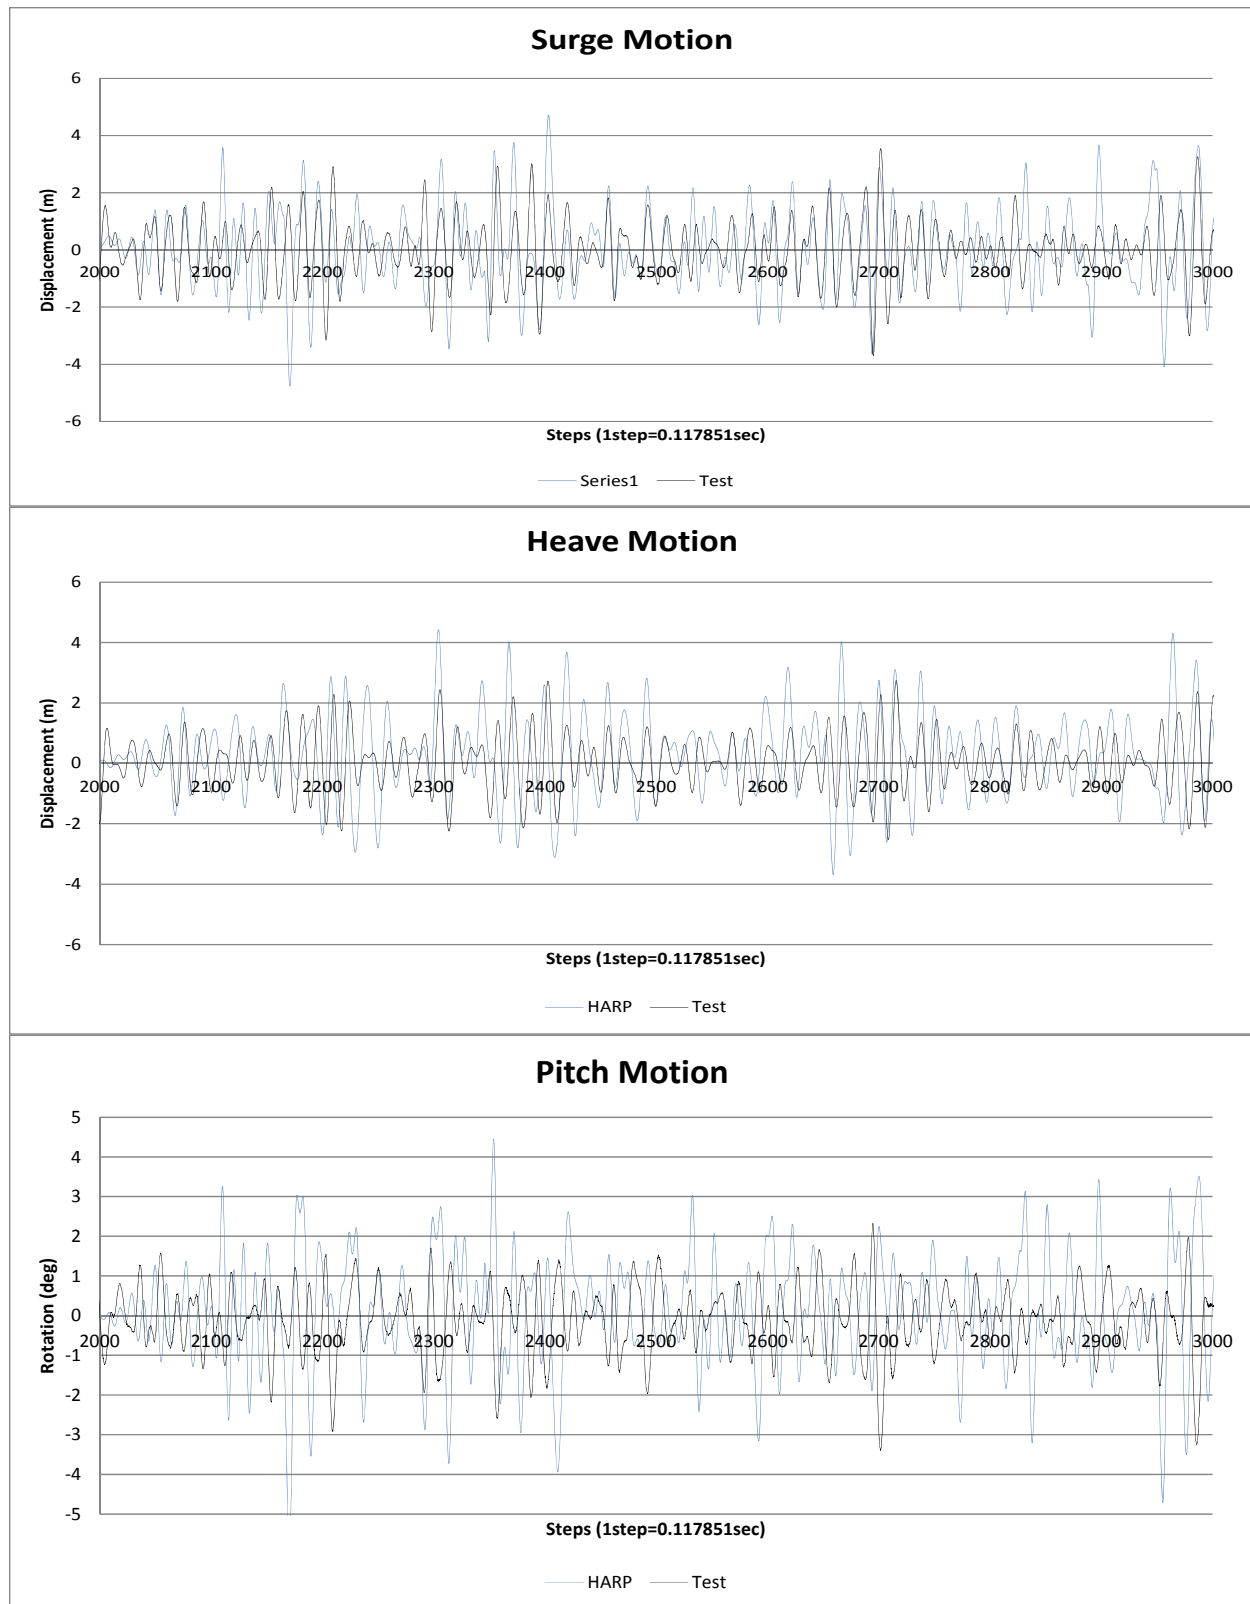 Surge Motion
6
4
2
0
-2
-4
-6
Displacement (m)
2000 2100 2200 2300 2400 2500 2600 2700 2800 2900 3000
Steps (1step=0.117851sec)
Series1 Test
Heave Motion
6
4
2
0
-2
-4
-6
Displacement (m)
2000 2100 2200 2300 2400 2500 2600 2700 2800 2900 3000
Steps (1step=0.117851sec)
HARP Test
Pitch Motion
5
4
3
2
1
0
-1
-2
-3
-4
-5
Rotation (deg)
2000 2100 2200 2300 2400 2500 2600 2700 2800 2900 3000
Steps (1step=0.117851sec)
HARP Test